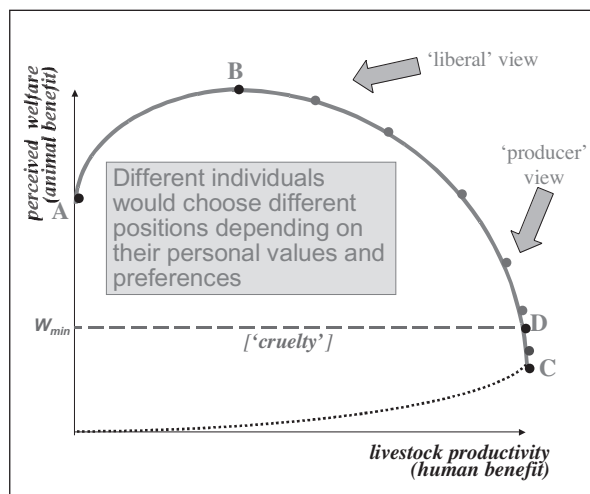 B
'liberal' view
perceived welfare
(animal benefit)
'producer'
view
A
Different individuals
would choose different
positions depending on
their personal values and
preferences
Wmin
['cruelty']
D
C
livestock productivity
(human benefit)